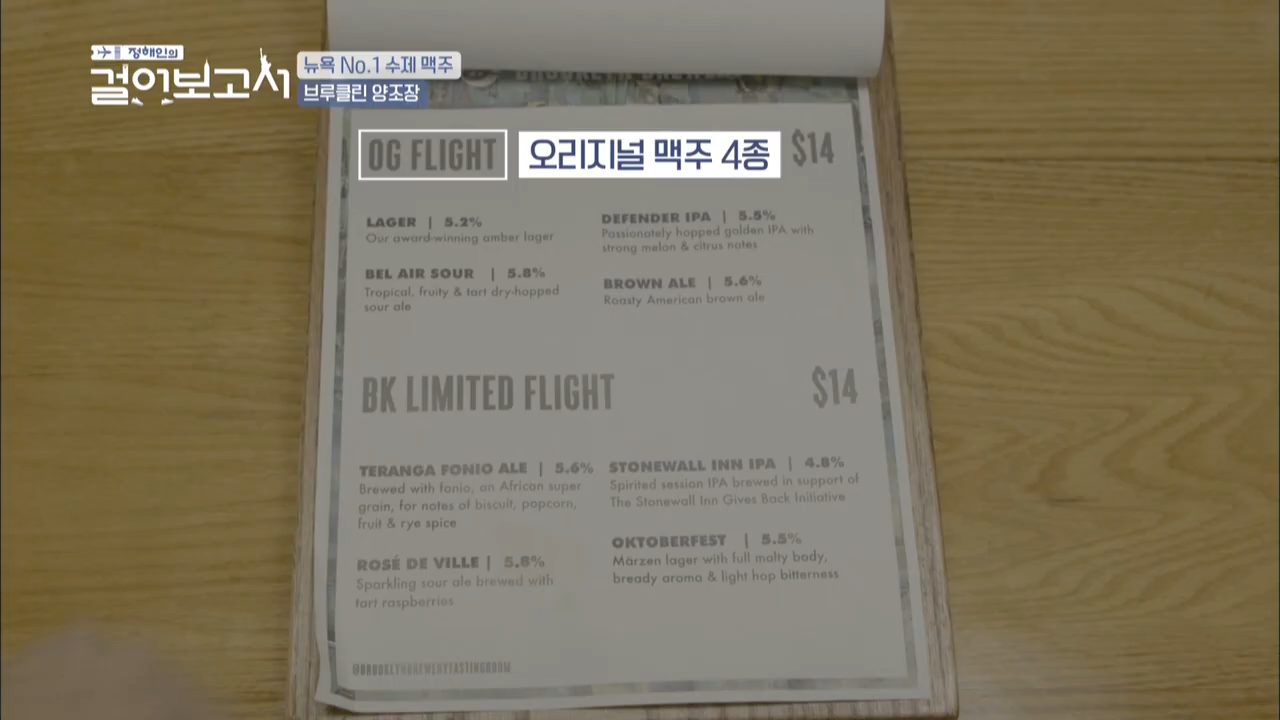 정해인의
걸어보고서
뉴욕 No.1 수제 맥주
브루클린 양조장
BROOKLYN BREWERY
OG FLIGHT 오리지널 맥주 4종 $14
LAGER | 5.2%
Our award-winning amber lager
DEFENDER IPA | 5.5%
Passionately hopped golden IPA with
strong melon & citrus notes
BEL AIR SOUR | 5.8%
Tropical, fruity & tart dry-hopped
sour ale
BROWN ALE | 5.6%
Roasty American brown ale
BK LIMITED FLIGHT $14
TERANGA FONIO ALE | 5.6%
Brewed with fonio, an African super
grain, for notes of biscuit, popcorn,
fruit & rye spice
STONEWALL INN IPA | 4.8%
Spirited session IPA brewed in support of
The Stonewall Inn Gives Back Initiative
ROSÉ DE VILLE | 5.8%
Sparkling sour ale brewed with
tart raspberries
OKTOBERFEST | 5.5%
Märzen lager with full malty body,
bready aroma & light hop bitterness
@BROOKLYNBREWERYTASTINGROOM